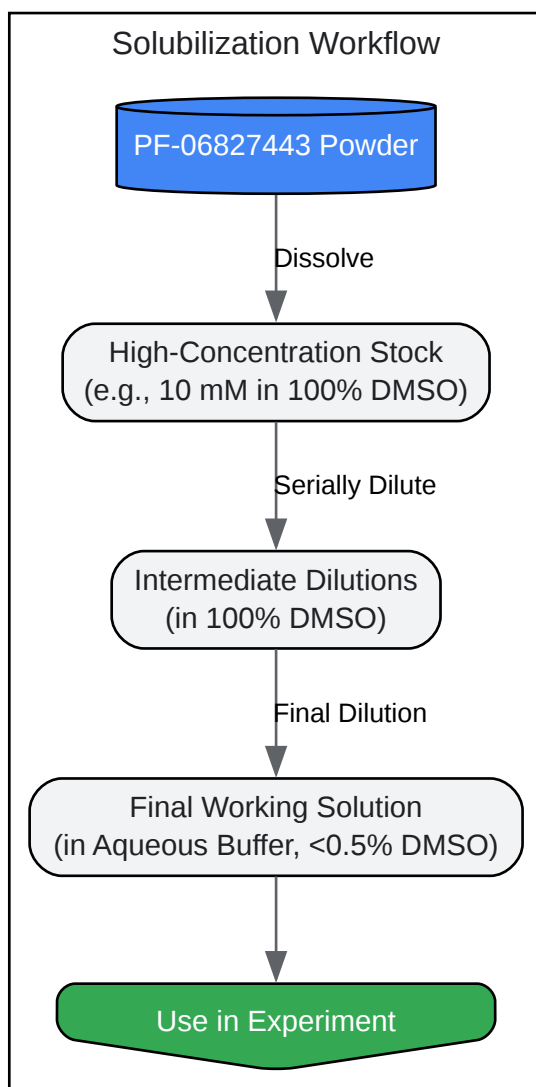 Solubilization Workflow
PF-06827443 Powder
Dissolve
High-Concentration Stock
(e.g., 10 mM in 100% DMSO)
Serially Dilute
Intermediate Dilutions
(in 100% DMSO)
Final Dilution
Final Working Solution
(in Aqueous Buffer, <0.5% DMSO)
Use in Experiment